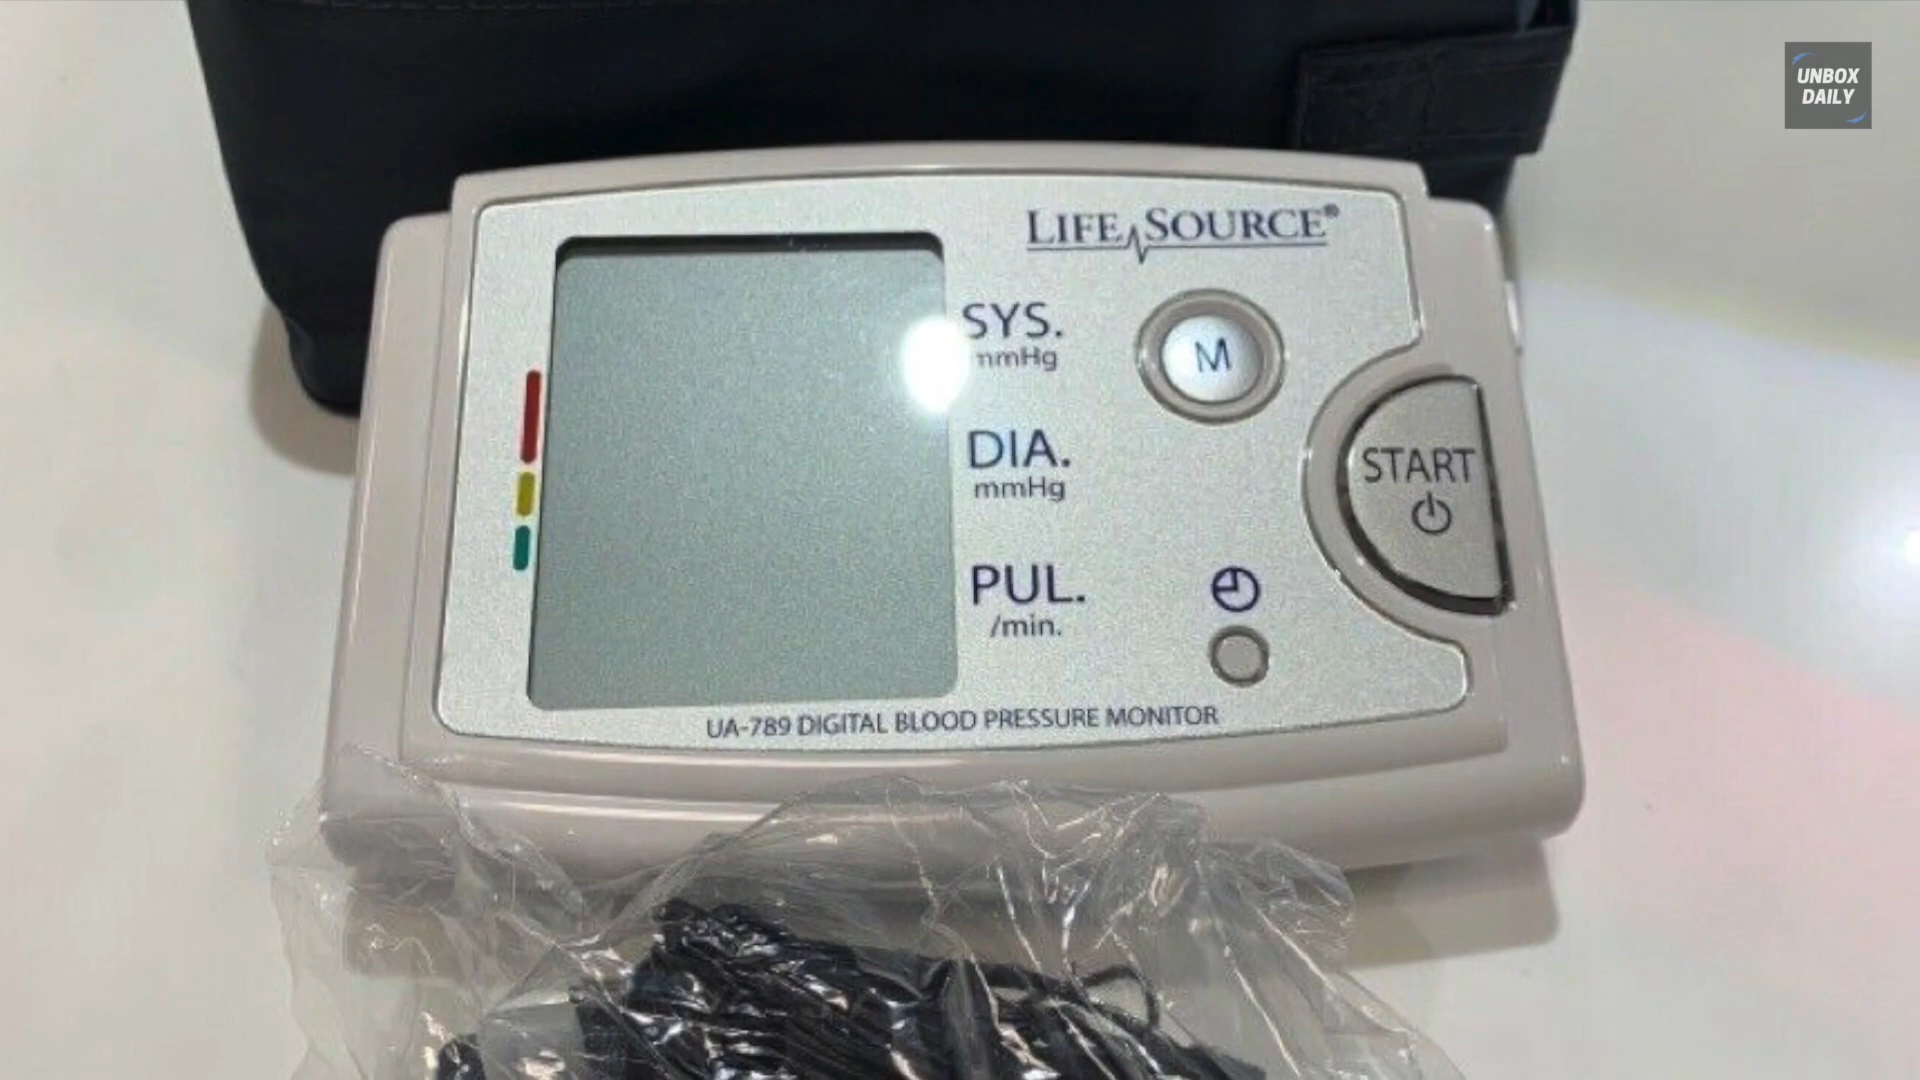 UNBOX
DAILY
LIFE SOURCE®
SYS.
mmHg
M
DIA.
mmHg
START
PUL.
/min.
UA-789 DIGITAL BLOOD PRESSURE MONITOR